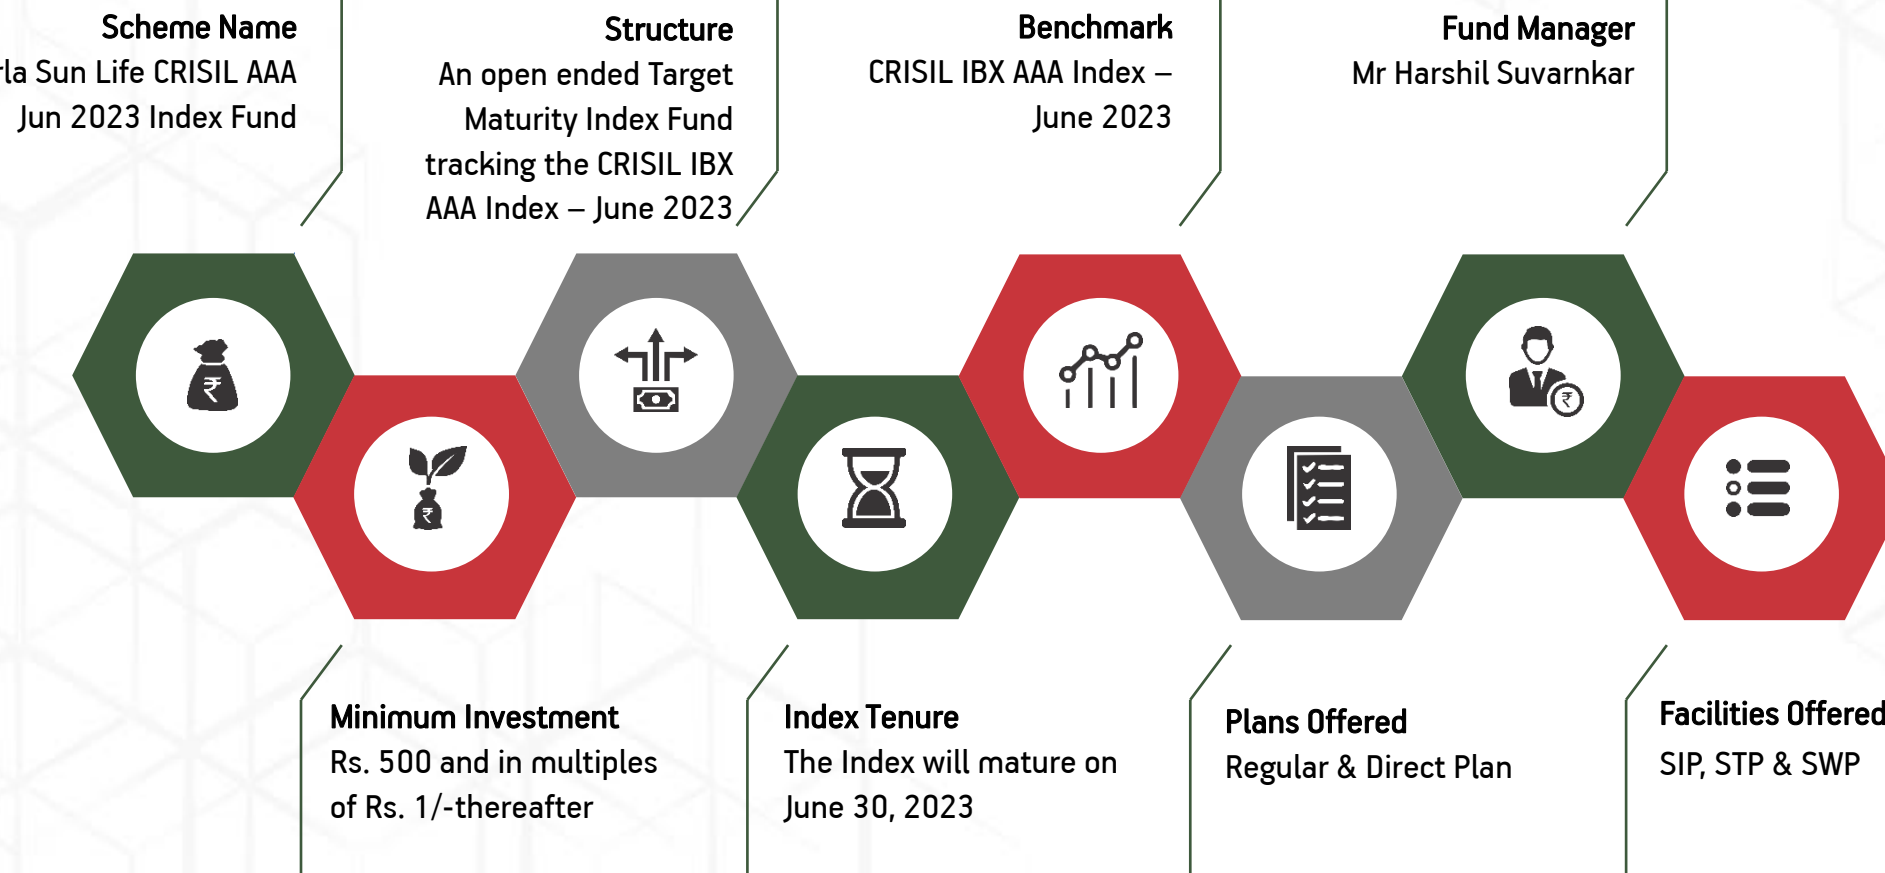 Scheme Name
Sun Life CRISIL AAA
Jun 2023 Index Fund
Structure
An open ended Target
Maturity Index Fund
tracking the CRISIL IBX
AAA Index – June 2023
Benchmark
CRISIL IBX AAA Index –
June 2023
Fund Manager
Mr Harshil Suvarnkar
Minimum Investment
Rs. 500 and in multiples
of Rs. 1/-thereafter
Index Tenure
The Index will mature on
June 30, 2023
Plans Offered
Regular & Direct Plan
Facilities Offered
SIP, STP & SWP